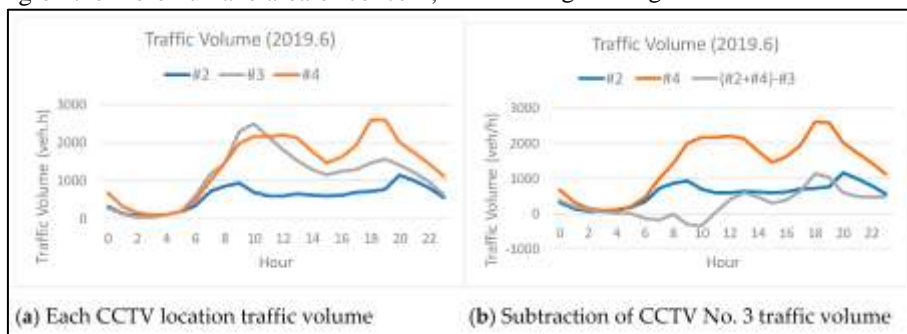 Traffic Volume (2019.6)
#2 #3 #4
Traffic Volume (veh.h)
3000
2000
1000
0
0 2 4 6 8 10 12 14 16 18 20 22
Hour
(a) Each CCTV location traffic volume
Traffic Volume (2019.6)
#2 #4 (#2+#4)-#3
Traffic Volume (veh/h)
3000
2000
1000
0
-1000
0 2 4 6 8 10 12 14 16 18 20 22
Hour
(b) Subtraction of CCTV No. 3 traffic volume